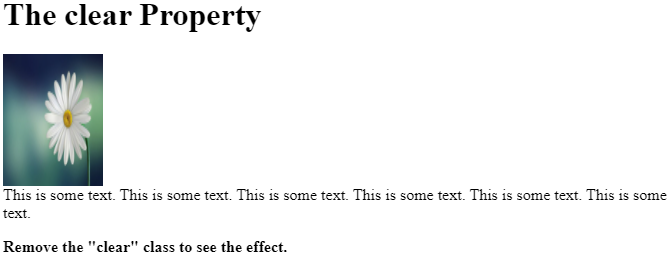 The clear Property
This is some text. This is some text. This is some text. This is some text. This is some text. This is some
text.
Remove the "clear" class to see the effect.